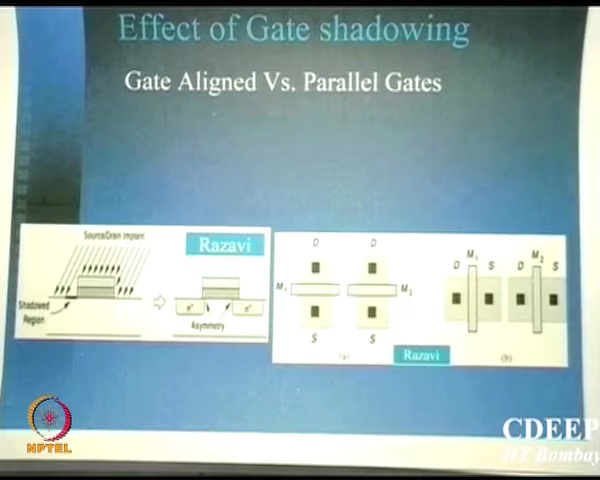 Effect of Gate shadowing
Gate Aligned Vs. Parallel Gates
Source/Drain Implant
Razavi
Shadowed
Region
n+
n+
Asymmetry
D
D
M1
M2
S
S
(a)
Razavi
M1
M2
D
S
D
S
(b)
NPTEL
CDEEP
IIT Bombay